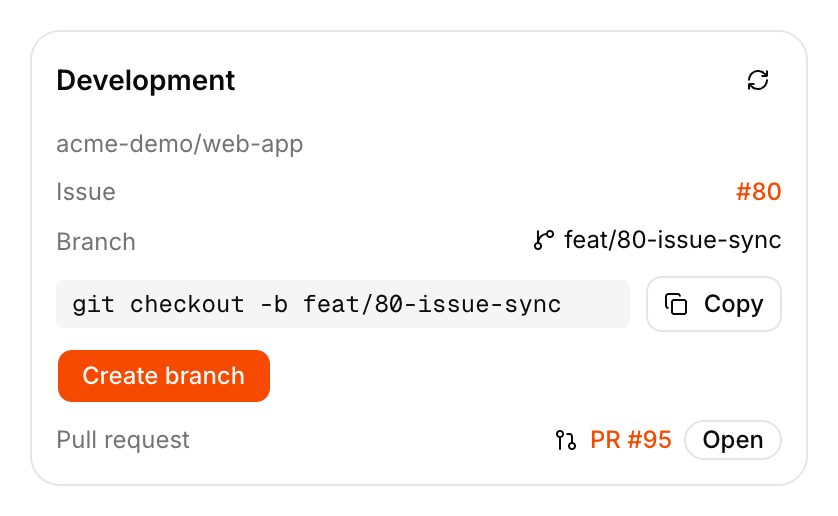 Development
acme-demo/web-app
Issue #80
Branch feat/80-issue-sync
git checkout -b feat/80-issue-sync Copy
Create branch
Pull request PR #95 Open